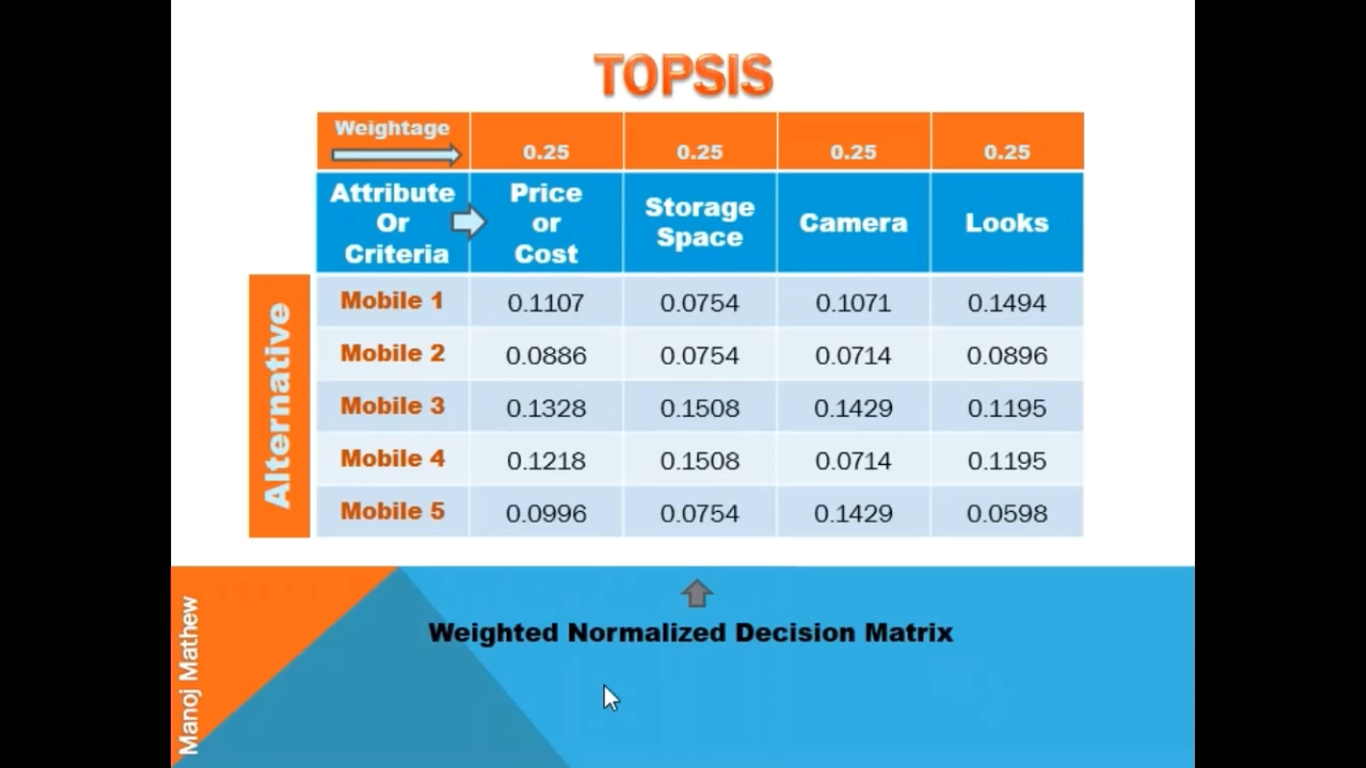 TOPSIS
Weightage
0.25 0.25 0.25 0.25
Attribute Or Criteria Price or Cost Storage Space Camera Looks
Alternative
Mobile 1 0.1107 0.0754 0.1071 0.1494
Mobile 2 0.0886 0.0754 0.0714 0.0896
Mobile 3 0.1328 0.1508 0.1429 0.1195
Mobile 4 0.1218 0.1508 0.0714 0.1195
Mobile 5 0.0996 0.0754 0.1429 0.0598
Weighted Normalized Decision Matrix
Manoj Mathew